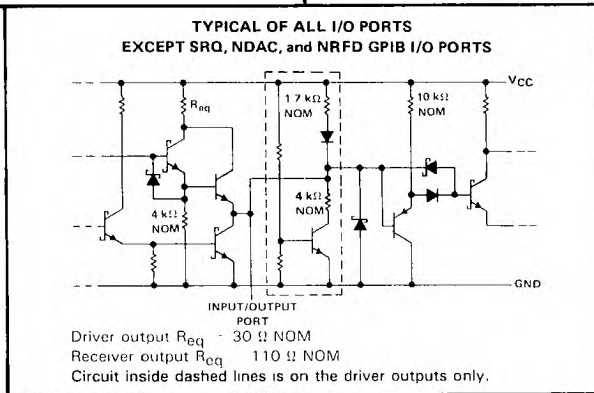 TYPICAL OF ALL I/O PORTS
EXCEPT SRQ, NDAC, and NRFD GPIB I/O PORTS
VCC
Req
1 7 kΩ
NOM
10 kΩ
NOM
4 kΩ
NOM
4 kΩ
NOM
GND
INPUT/OUTPUT
PORT
Driver output Req - 30 Ω NOM
Receiver output Req 110 Ω NOM
Circuit inside dashed lines is on the driver outputs only.